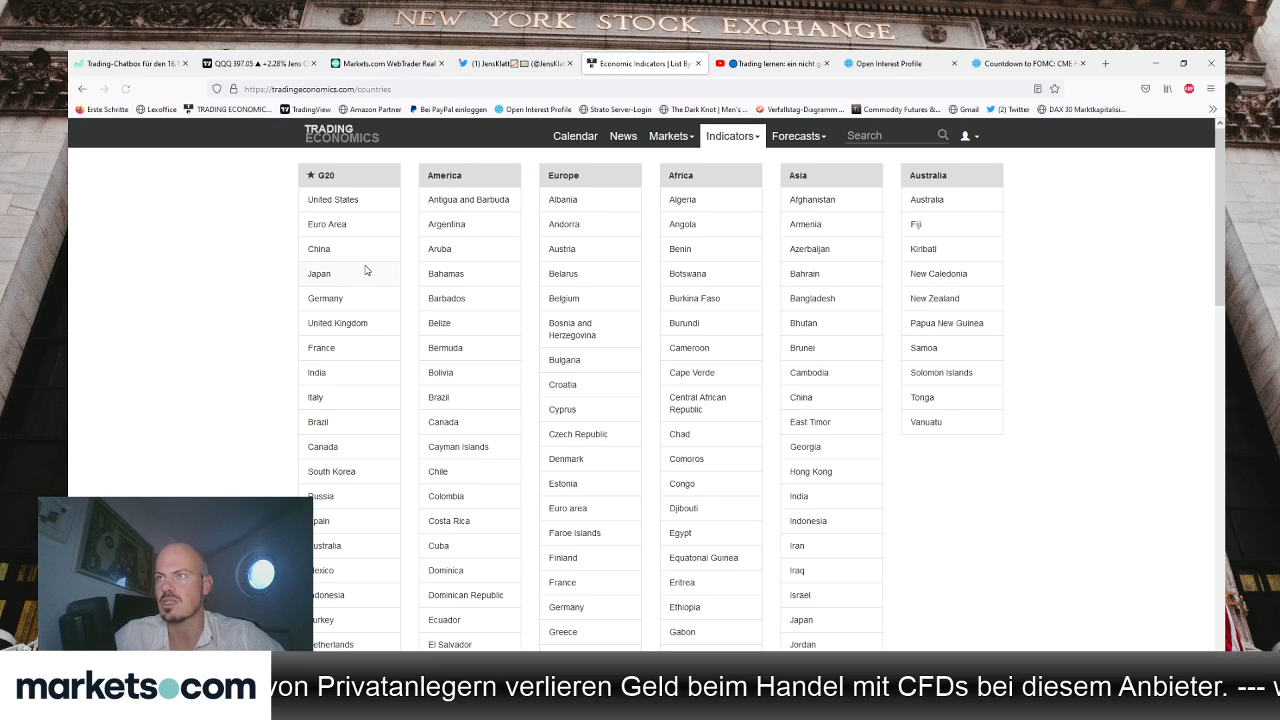 NEW YORK STOCK EXCHANGE
Trading-Chatbox für den 16.1
QQQ 397.05 ▲ +2.28% Jens C
Markets.com WebTrader Real
(1) JensKlatt
(@JensKlatt
Economic Indicators | List By
Trading lernen: ein nicht g
Open Interest Profile
Countdown to FOMC: CME F
https://tradingeconomics.com/countries
Erste Schritte
Lexoffice
TRADING ECONOMIC...
TradingView
Amazon Partner
Bei PayPal einloggen
Open Interest Profile
Strato Server-Login
The Dark Knot | Men's ...
Verfallstag-Diagramm ...
Commodity Futures &...
Gmail
(2) Twitter
DAX 30 Marktkapitalisi...
TRADING
ECONOMICS
Calendar
News
Markets
Indicators
Forecasts
Search
G20
United States
Euro Area
China
Japan
Germany
United Kingdom
France
India
Italy
Brazil
Canada
South Korea
Russia
pain
ustralia
exico
donesia
urkey
etherlands
America
Antigua and Barbuda
Argentina
Aruba
Bahamas
Barbados
Belize
Bermuda
Bolivia
Brazil
Canada
Cayman Islands
Chile
Colombia
Costa Rica
Cuba
Dominica
Dominican Republic
Ecuador
El Salvador
Europe
Albania
Andorra
Austria
Belarus
Belgium
Bosnia and
Herzegovina
Bulgaria
Croatia
Cyprus
Czech Republic
Denmark
Estonia
Euro area
Faroe Islands
Finland
France
Germany
Greece
Africa
Algeria
Angola
Benin
Botswana
Burkina Faso
Burundi
Cameroon
Cape Verde
Central African
Republic
Chad
Comoros
Congo
Djibouti
Egypt
Equatorial Guinea
Eritrea
Ethiopia
Gabon
Asia
Afghanistan
Armenia
Azerbaijan
Bahrain
Bangladesh
Bhutan
Brunei
Cambodia
China
East Timor
Georgia
Hong Kong
India
Indonesia
Iran
Iraq
Israel
Japan
Jordan
Australia
Australia
Fiji
Kiribati
New Caledonia
New Zealand
Papua New Guinea
Samoa
Solomon Islands
Tonga
Vanuatu
markets.com
von Privatanlegern verlieren Geld beim Handel mit CFDs bei diesem Anbieter. --- w